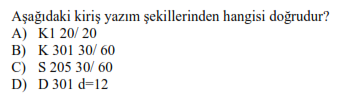 Aşağıdaki kiriş yazım şekillerinden hangisi doğrudur?
A) K1 20/ 20
B) K 301 30/ 60
C) S 205 30/ 60
D) D 301 d=12